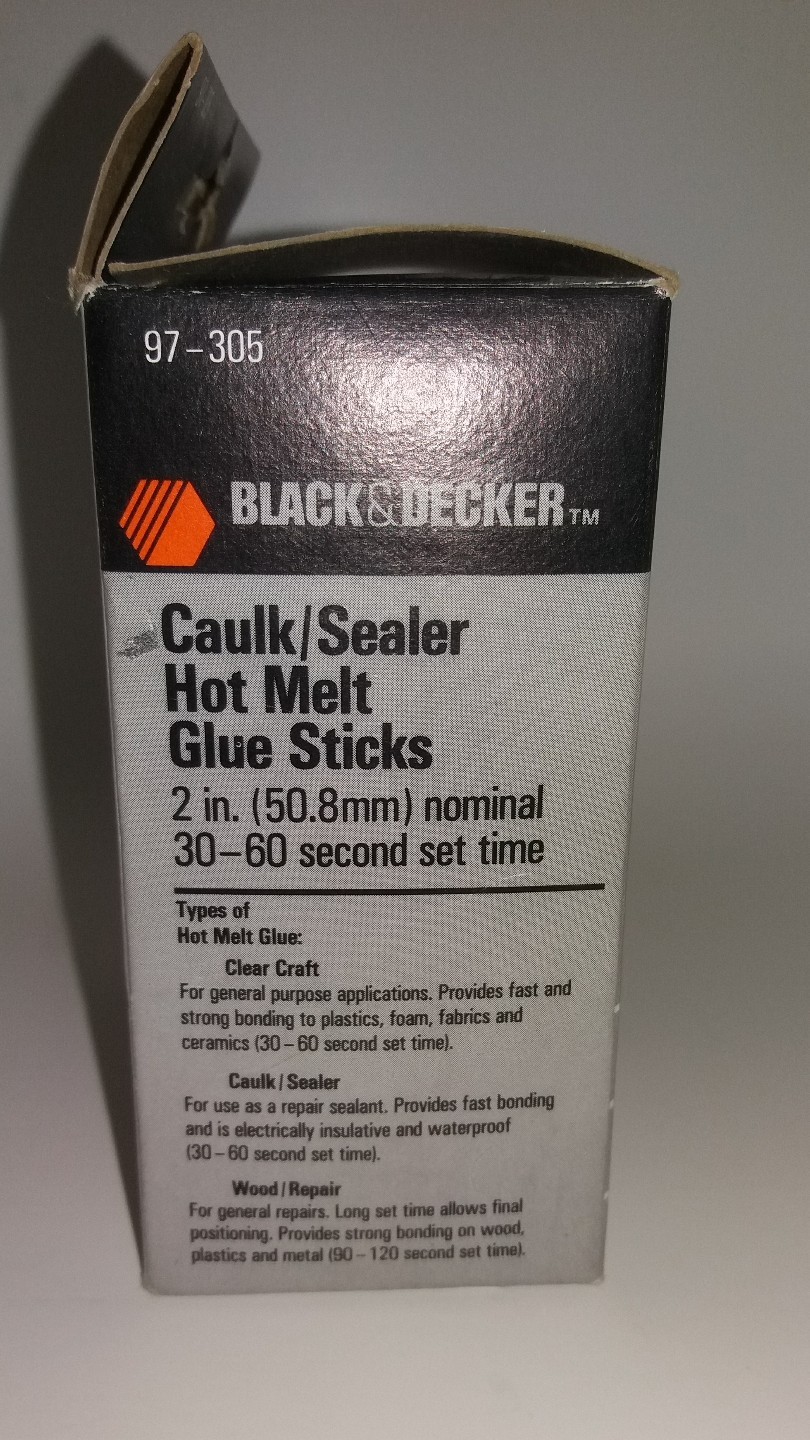 97-305
BLACK&DECKER™
Caulk/Sealer
Hot Melt
Glue Sticks
2 in. (50.8mm) nominal
30-60 second set time
Types of
Hot Melt Glue:
Clear Craft
For general purpose applications. Provides fast and
strong bonding to plastics, foam, fabrics and
ceramics (30-60 second set time).
Caulk/Sealer
For use as a repair sealant. Provides fast bonding
and is electrically insulative and waterproof
(30-60 second set time).
Wood/Repair
For general repairs. Long set time allows final
positioning. Provides strong bonding on wood,
plastics and metal (90-120 second set time).